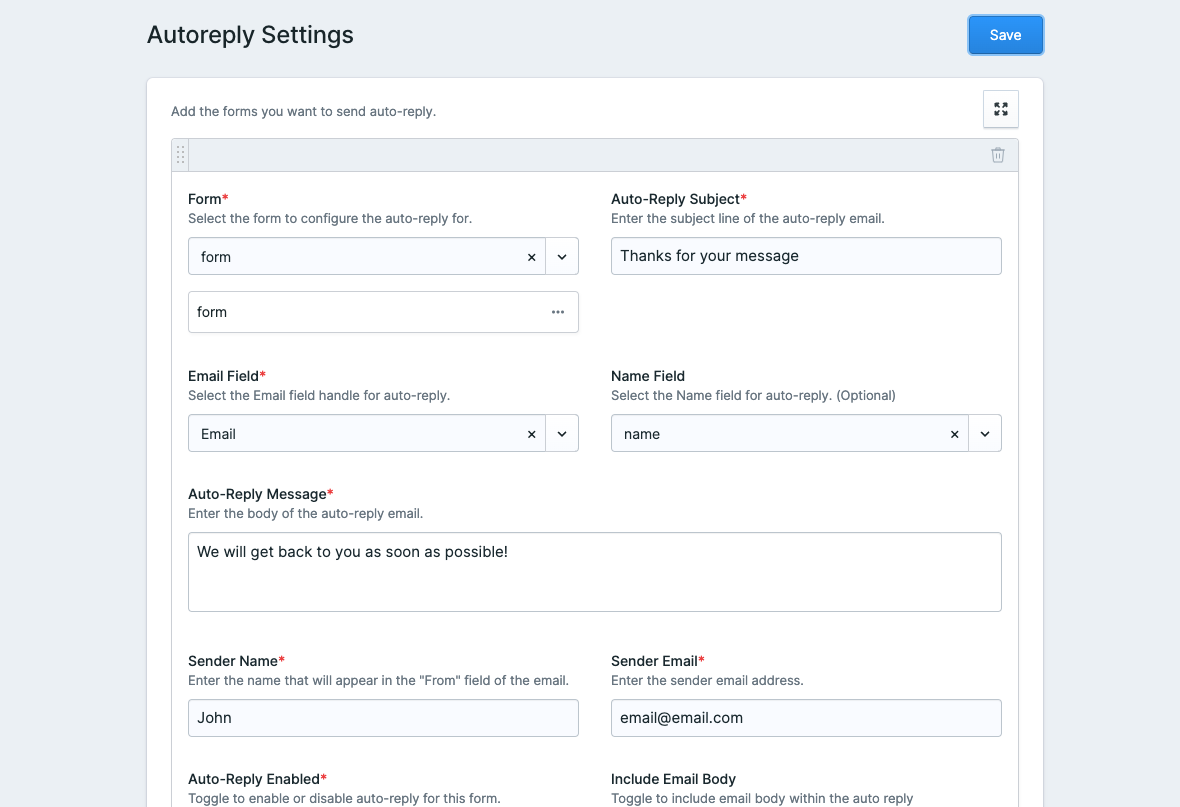 Autoreply Settings
Save
Add the forms you want to send auto-reply.
Form*
Select the form to configure the auto-reply for.
form
form
Auto-Reply Subject*
Enter the subject line of the auto-reply email.
Thanks for your message
Email Field*
Select the Email field handle for auto-reply.
Email
Name Field
Select the Name field for auto-reply. (Optional)
name
Auto-Reply Message*
Enter the body of the auto-reply email.
We will get back to you as soon as possible!
Sender Name*
Enter the name that will appear in the "From" field of the email.
John
Sender Email*
Enter the sender email address.
email@email.com
Auto-Reply Enabled*
Toggle to enable or disable auto-reply for this form.
Include Email Body
Toggle to include email body within the auto reply